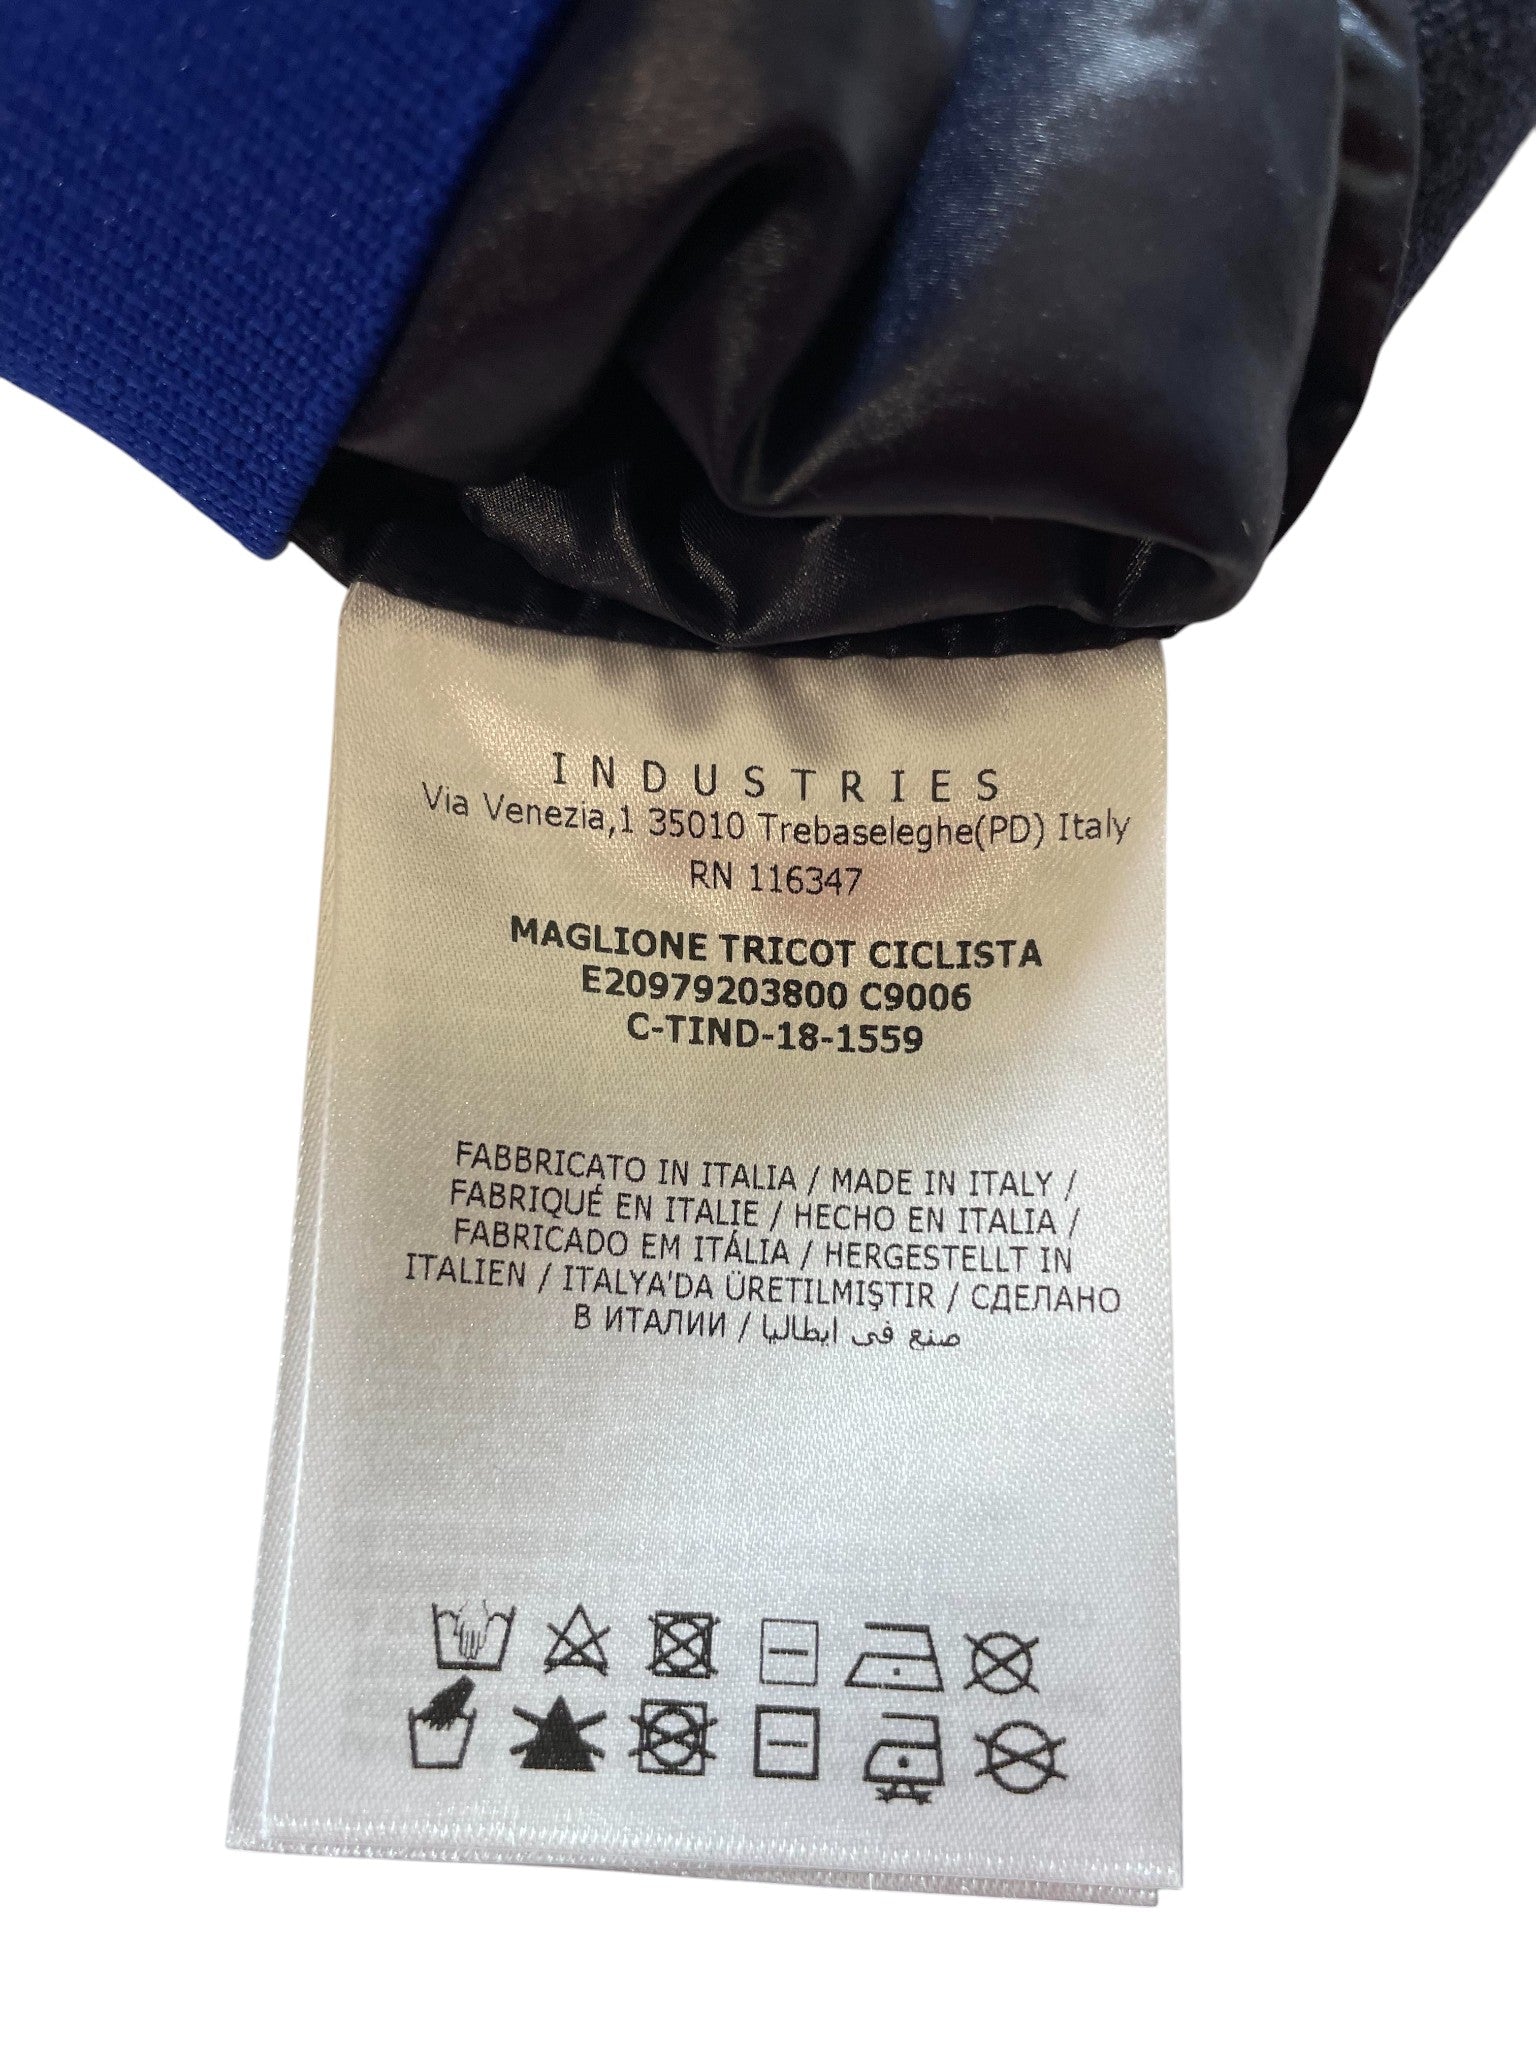 INDUSTRIES
Via Venezia,1 35010 Trebaseleghe(PD) Italy
RN 116347
MAGLIONE TRICOT CICLISTA
E20979203800 C9006
C-TIND-18-1559
FABBRICATO IN ITALIA / MADE IN ITALY /
FABRIQUÉ EN ITALIE / HECHO EN ITALIA /
FABRICADO EM ITÁLIA / HERGESTELLT IN
ITALIEN / ITALYA'DA ÜRETILMIŞTIR / СДЕЛАНО
В ИТАЛИИ / صنع في ايطاليا